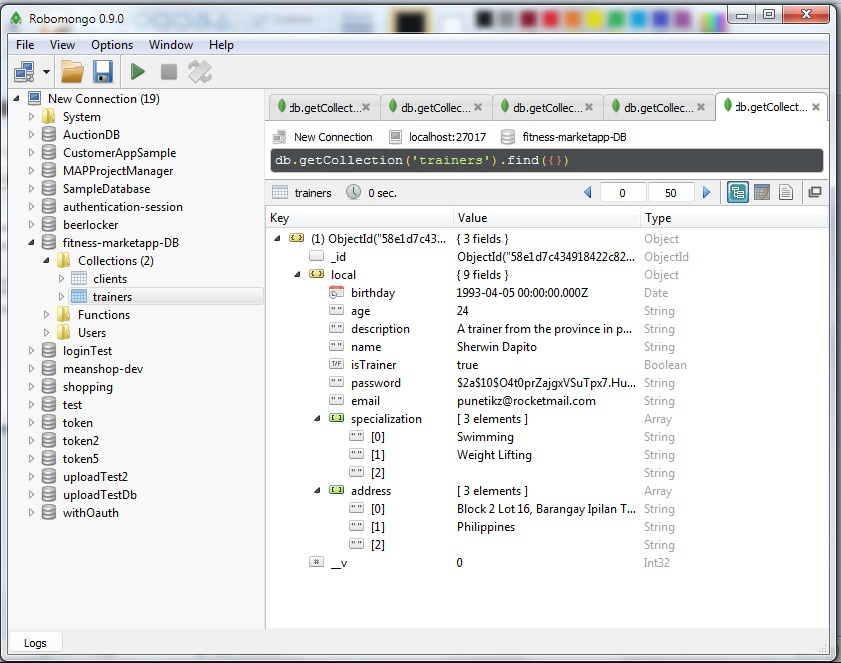 Robomongo 0.9.0
File View Options Window Help
New Connection (19)
System
AuctionDB
CustomerAppSample
MAPProjectManager
SampleDatabase
authentication-session
beerlocker
fitness-marketapp-DB
Collections (2)
clients
trainers
Functions
Users
loginTest
meanshop-dev
shopping
test
token
token2
token5
uploadTest2
uploadTestDb
withOauth
db.getCollect... db.getCollec... db.getCollect... db.getCollec... db.getCollect...
New Connection localhost:27017 fitness-marketapp-DB
db.getCollection('trainers').find({})
trainers 0 sec. 0 50
Key Value Type
(1) ObjectId("58e1d7c43... { 3 fields } Object
_id ObjectId("58e1d7c434918422c82... ObjectId
local { 9 fields } Object
birthday 1993-04-05 00:00:00.000Z Date
"" age 24 String
"" description A trainer from the province in p... String
"" name Sherwin Dapito String
T/F isTrainer true Boolean
"" password $2a$10$O4t0prZajgxVSuTpx7.Hu... String
"" email punetikz@rocketmail.com String
specialization [ 3 elements ] Array
"" [0] Swimming String
"" [1] Weight Lifting String
"" [2] String
address [ 3 elements ] Array
"" [0] Block 2 Lot 16, Barangay Ipilan T... String
"" [1] Philippines String
"" [2] String
# __v 0 Int32
Logs